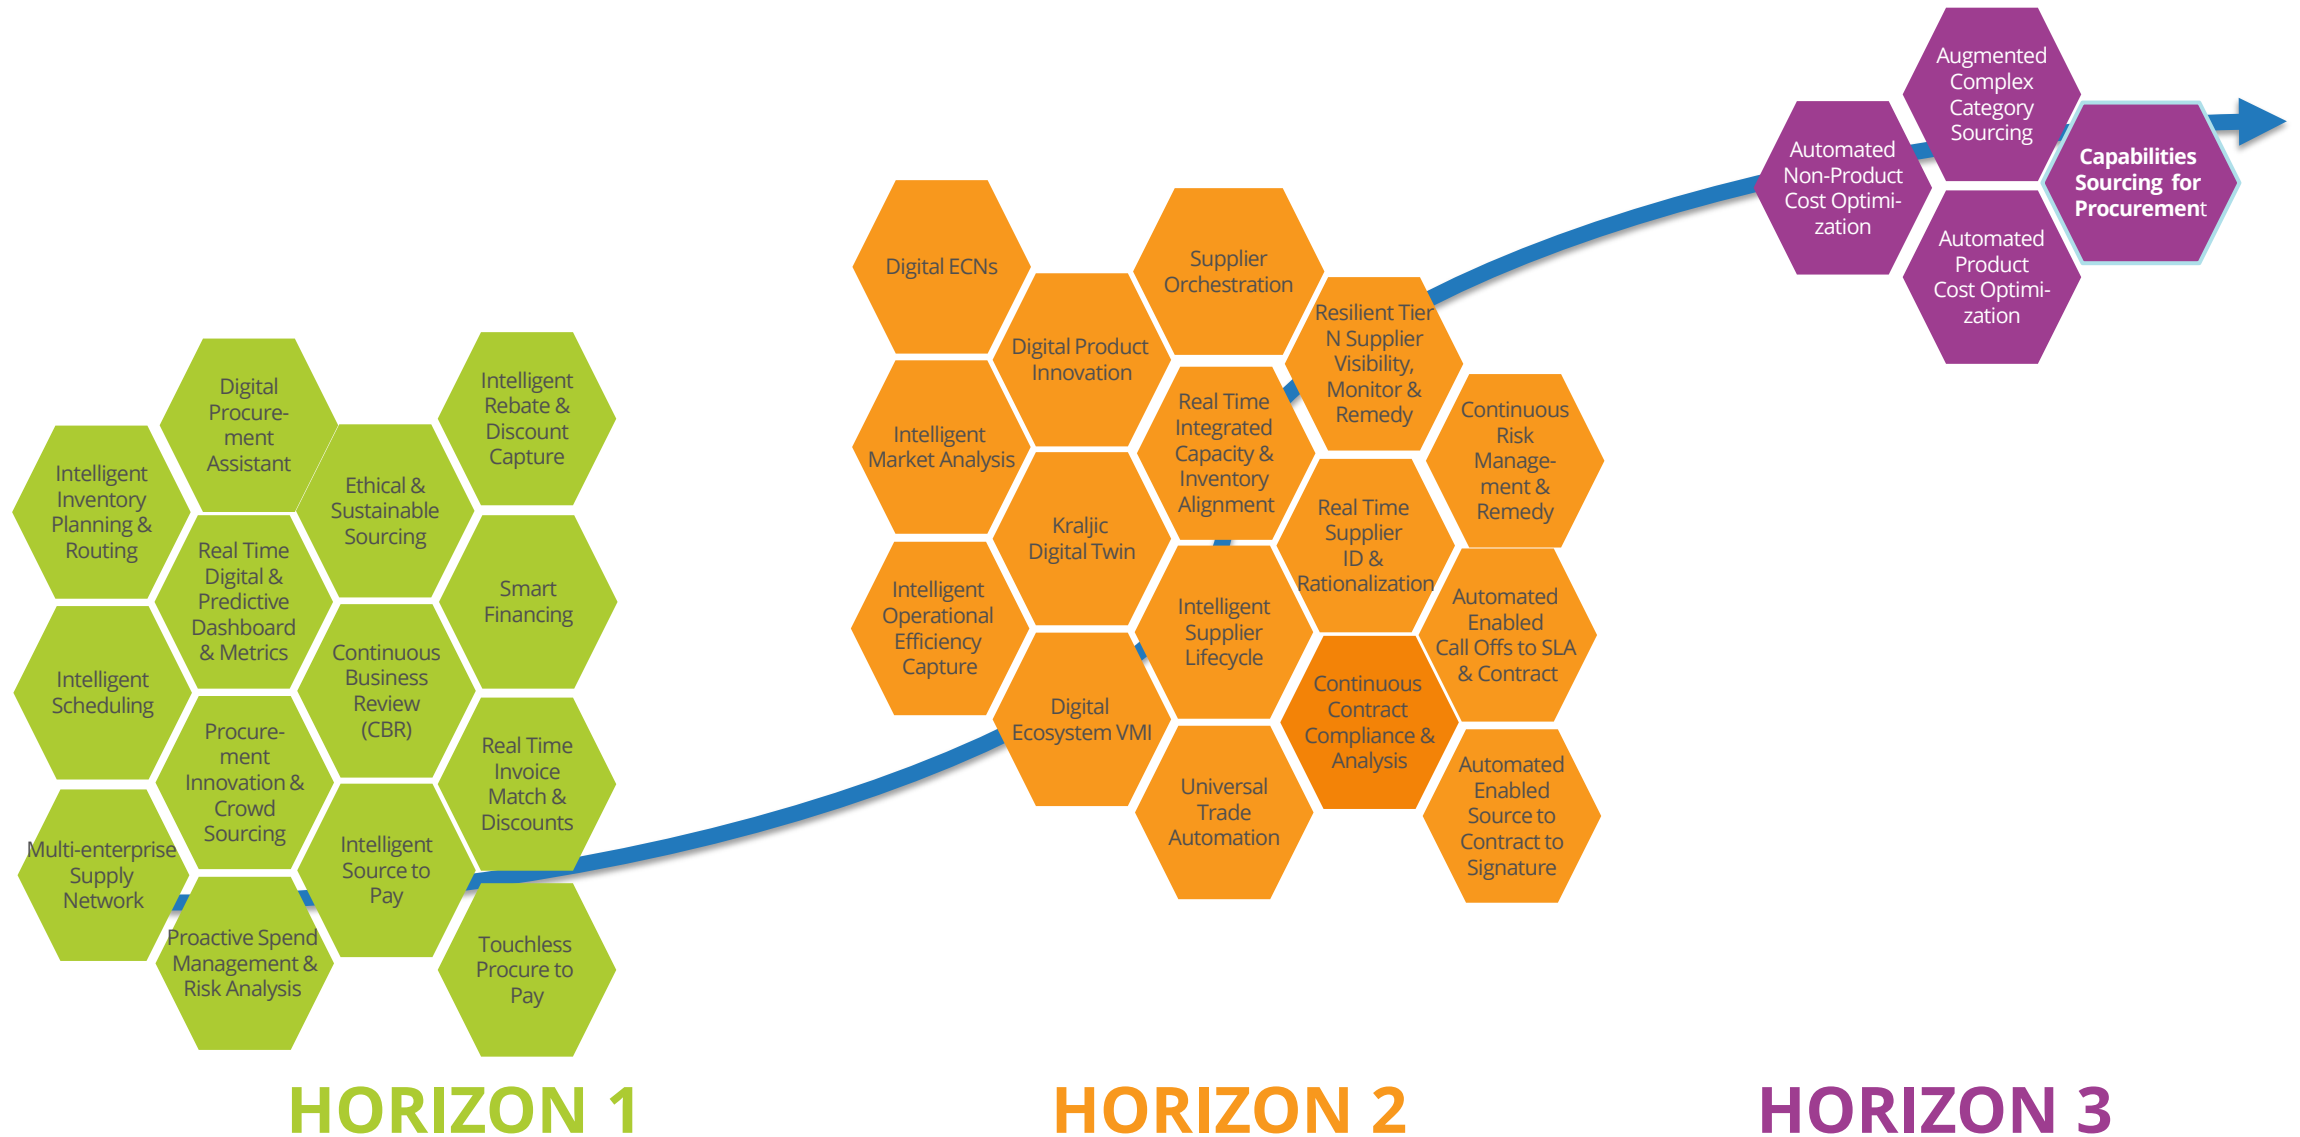 Intelligent
Inventory
Planning &
Routing
Intelligent
Scheduling
Multi-enterprise
Supply
Network
Digital
Procure-
ment
Assistant
Real Time
Digital &
Predictive
Dashboard
& Metrics
Procure-
ment
Innovation &
Crowd
Sourcing
Proactive Spend
Management &
Risk Analysis
Ethical &
Sustainable
Sourcing
Continuous
Business
Review
(CBR)
Intelligent
Source to
Pay
Intelligent
Rebate &
Discount
Capture
Smart
Financing
Real Time
Invoice
Match &
Discounts
Touchless
Procure to
Pay
HORIZON 1
Digital ECNs
Intelligent
Market Analysis
Intelligent
Operational
Efficiency
Capture
Digital Product
Innovation
Kraljic
Digital Twin
Digital
Ecosystem VMI
Supplier
Orchestration
Real Time
Integrated
Capacity &
Inventory
Alignment
Intelligent
Supplier
Lifecycle
Universal
Trade
Automation
Resilient Tier
N Supplier
Visibility,
Monitor &
Remedy
Real Time
Supplier
ID &
Rationalization
Continuous
Contract
Compliance &
Analysis
Continuous
Risk
Manage-
ment &
Remedy
Automated
Enabled
Call Offs to SLA
& Contract
Automated
Enabled
Source to
Contract to
Signature
HORIZON 2
Automated
Non-Product
Cost Optimi-
zation
Augmented
Complex
Category
Sourcing
Automated
Product
Cost Optimi-
zation
Capabilities
Sourcing for
Procurement
HORIZON 3